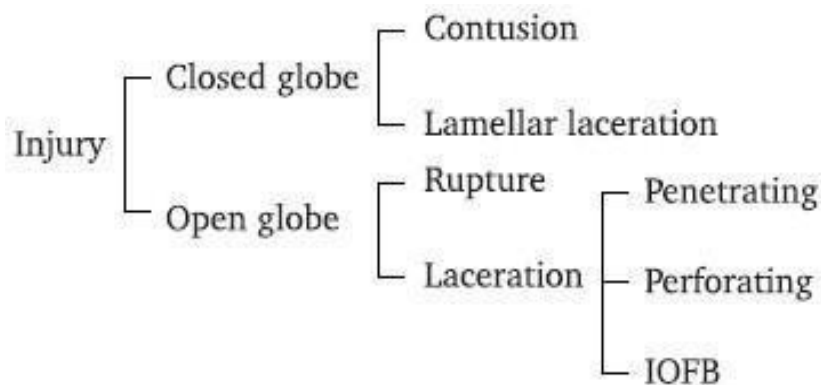 Injury
Closed globe
Contusion
Lamellar laceration
Open globe
Rupture
Laceration
Penetrating
Perforating
IOFB